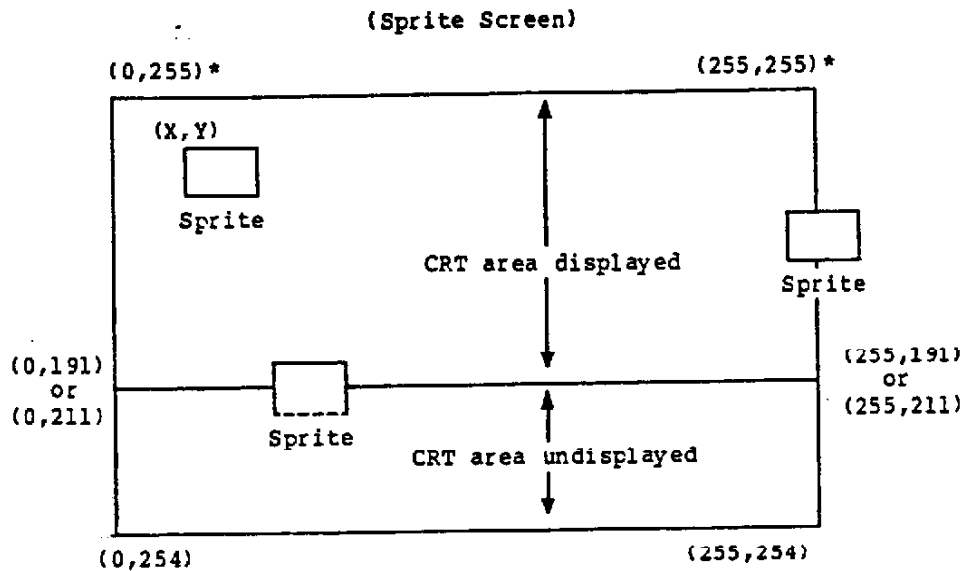 (Sprite Screen)
(0,255)*
(255,255)*
(X,Y)
Sprite
CRT area displayed
Sprite
(0,191)
or
(0,211)
(255,191)
or
(255,211)
Sprite
CRT area undisplayed
(0,254)
(255,254)